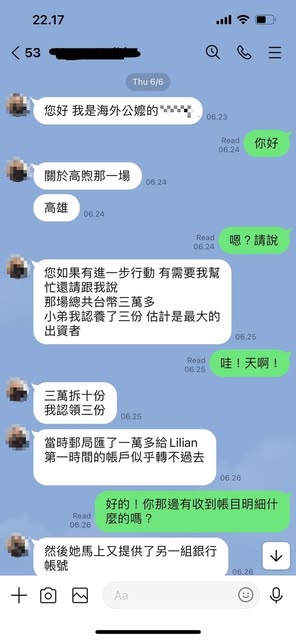 22.17
53
Thu 6/6
您好 我是海外公嬤的
06.23
Read
06.24
你好
關於高煦那一場
06.24
高雄
06.24
Read
06.24
嗯？請說
您如果有進一步行動 有需要我幫
忙還請跟我說
那場總共台幣三萬多
小弟我認養了三份 估計是最大的
出資者
06.25
Read
06.25
哇！天啊！
三萬拆十份
我認領三份
06.25
當時郵局匯了一萬多給Lilian
第一時間的帳戶似乎轉不過去
06.26
Read
06.26
好的！你那邊有收到帳目明細什
麼的嗎？
然後她馬上又提供了另一組銀行
帳號
06.26
Aa